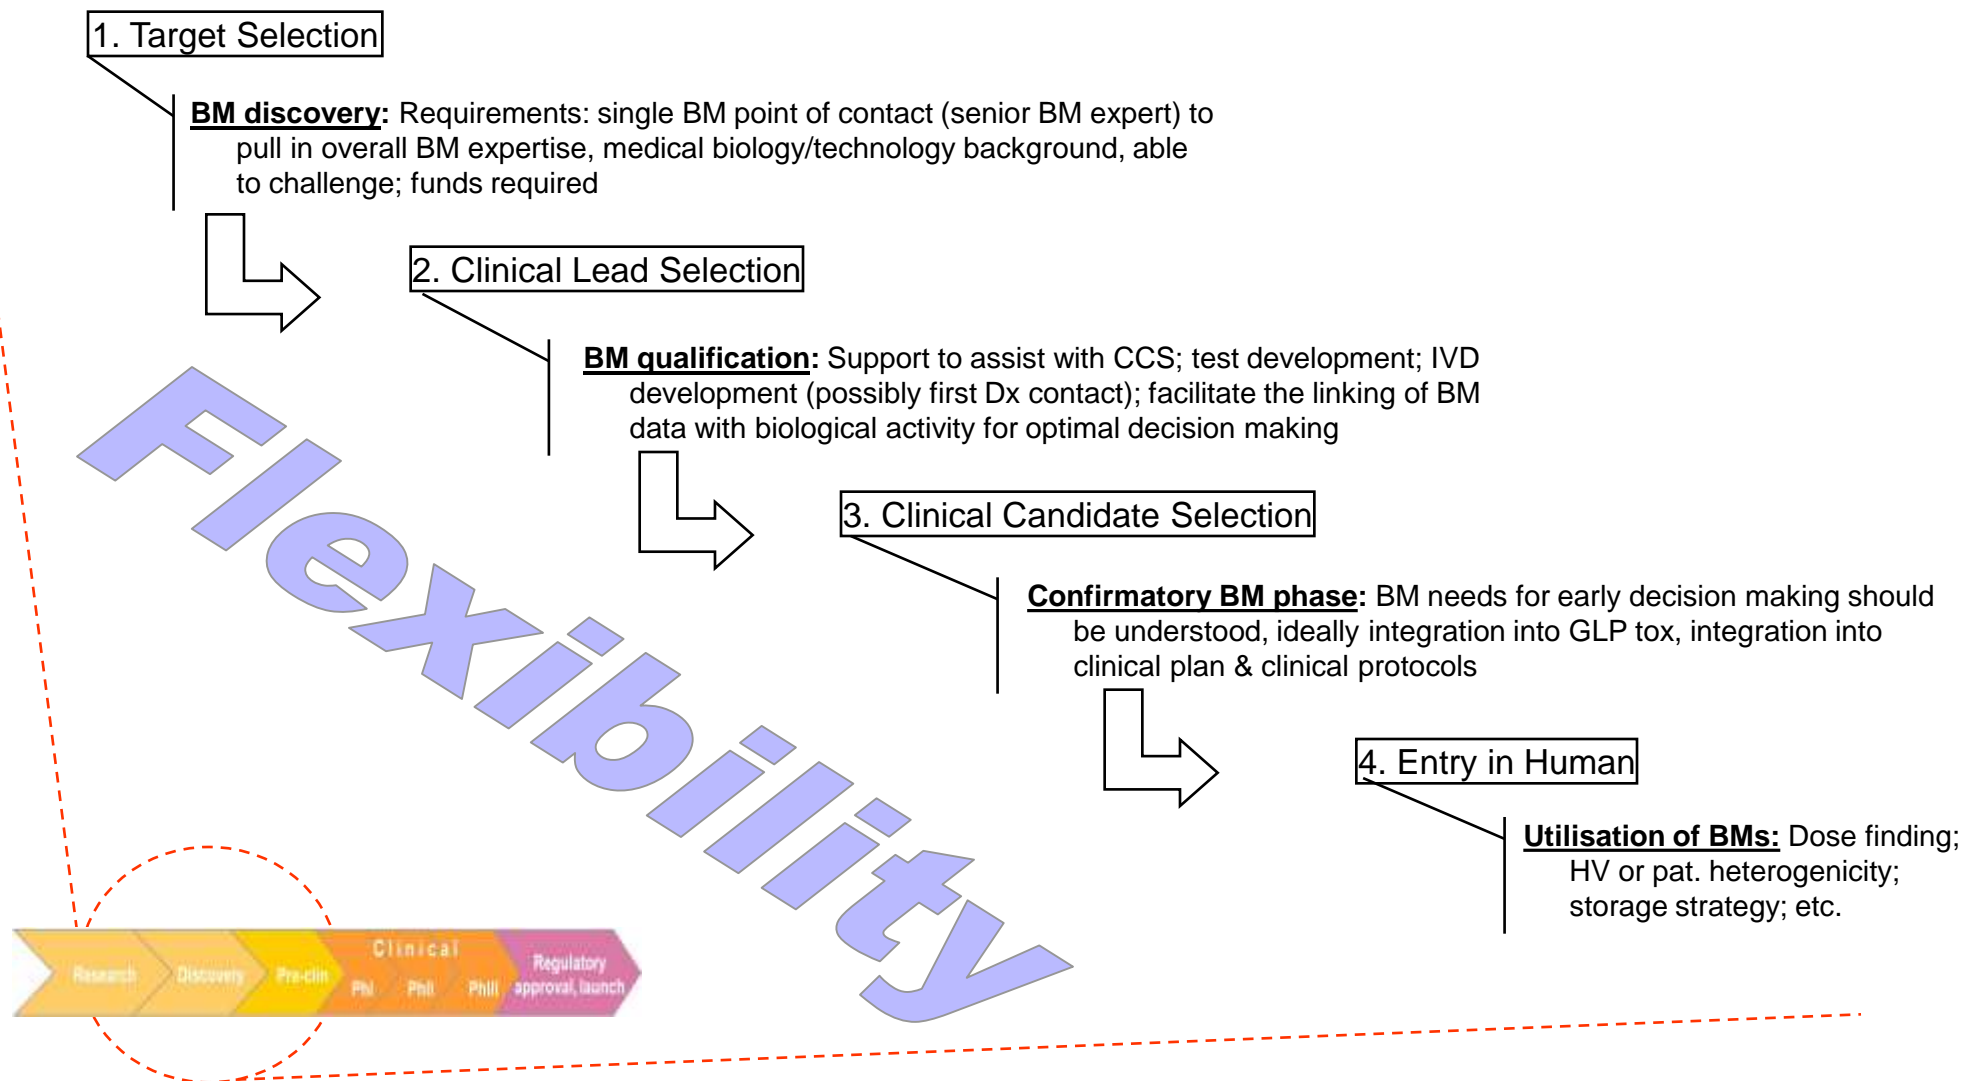 1. Target Selection
BM discovery: Requirements: single BM point of contact (senior BM expert) to
pull in overall BM expertise, medical biology/technology background, able
to challenge; funds required
2. Clinical Lead Selection
BM qualification: Support to assist with CCS; test development; IVD
development (possibly first Dx contact); facilitate the linking of BM
data with biological activity for optimal decision making
3. Clinical Candidate Selection
Confirmatory BM phase: BM needs for early decision making should
be understood, ideally integration into GLP tox, integration into
clinical plan & clinical protocols
4. Entry in Human
Utilisation of BMs: Dose finding;
HV or pat. heterogenicity;
storage strategy; etc.
Flexibility
Research
Discovery
Pre-clin
Clinical
PhI
PhII
PhIII
Regulatory
approval, launch